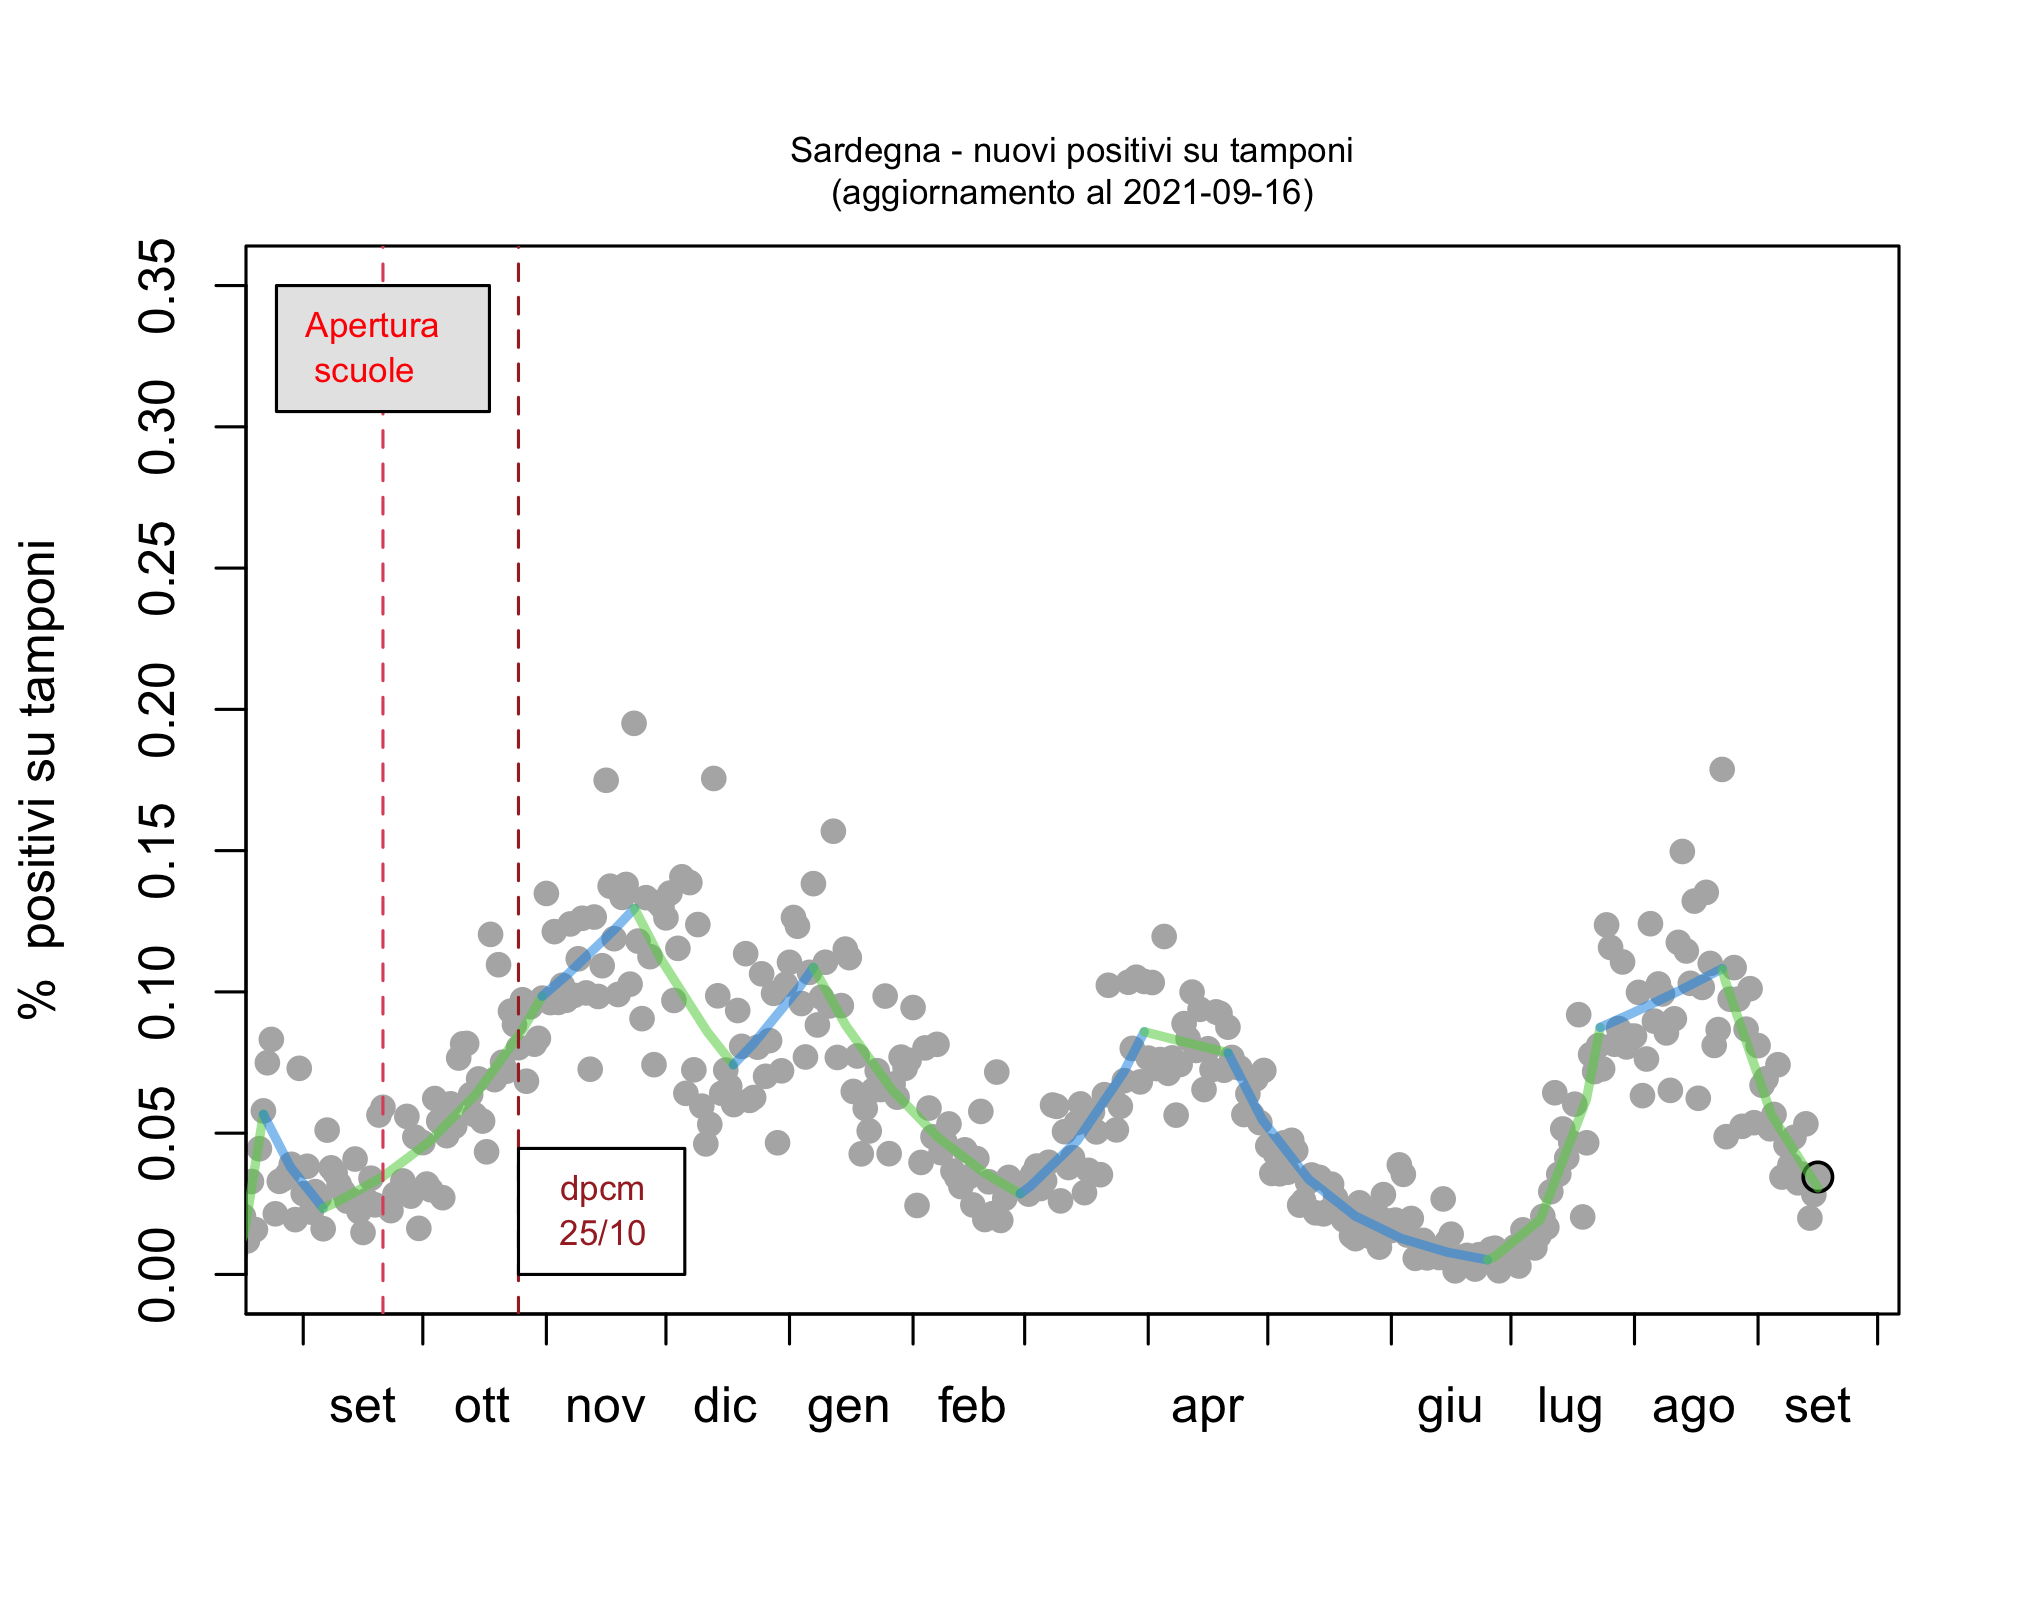 Sardegna - nuovi positivi su tamponi
(aggiornamento al 2021-09-16)
% positivi su tamponi
0.35
0.30
0.25
0.20
0.15
0.10
0.05
0.00
Apertura
scuole
dpcm
25/10
set ott nov dic gen feb apr giu lug ago set